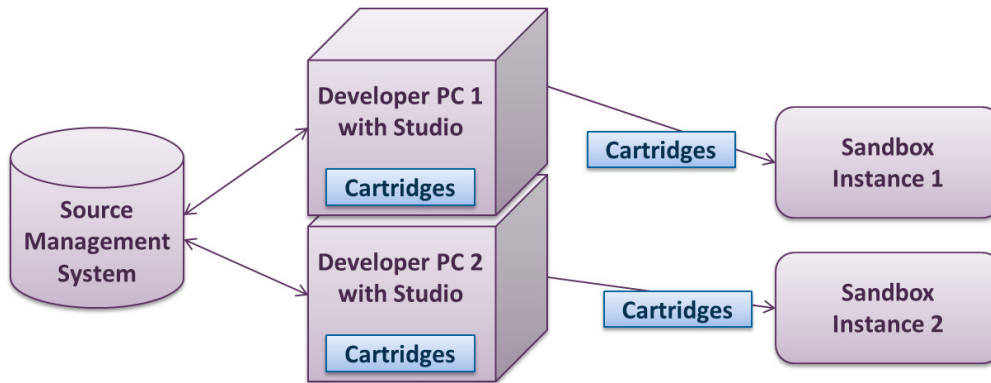 Source
Management
System
Developer PC 1
with Studio
Cartridges
Developer PC 2
with Studio
Cartridges
Cartridges
Sandbox
Instance 1
Cartridges
Sandbox
Instance 2